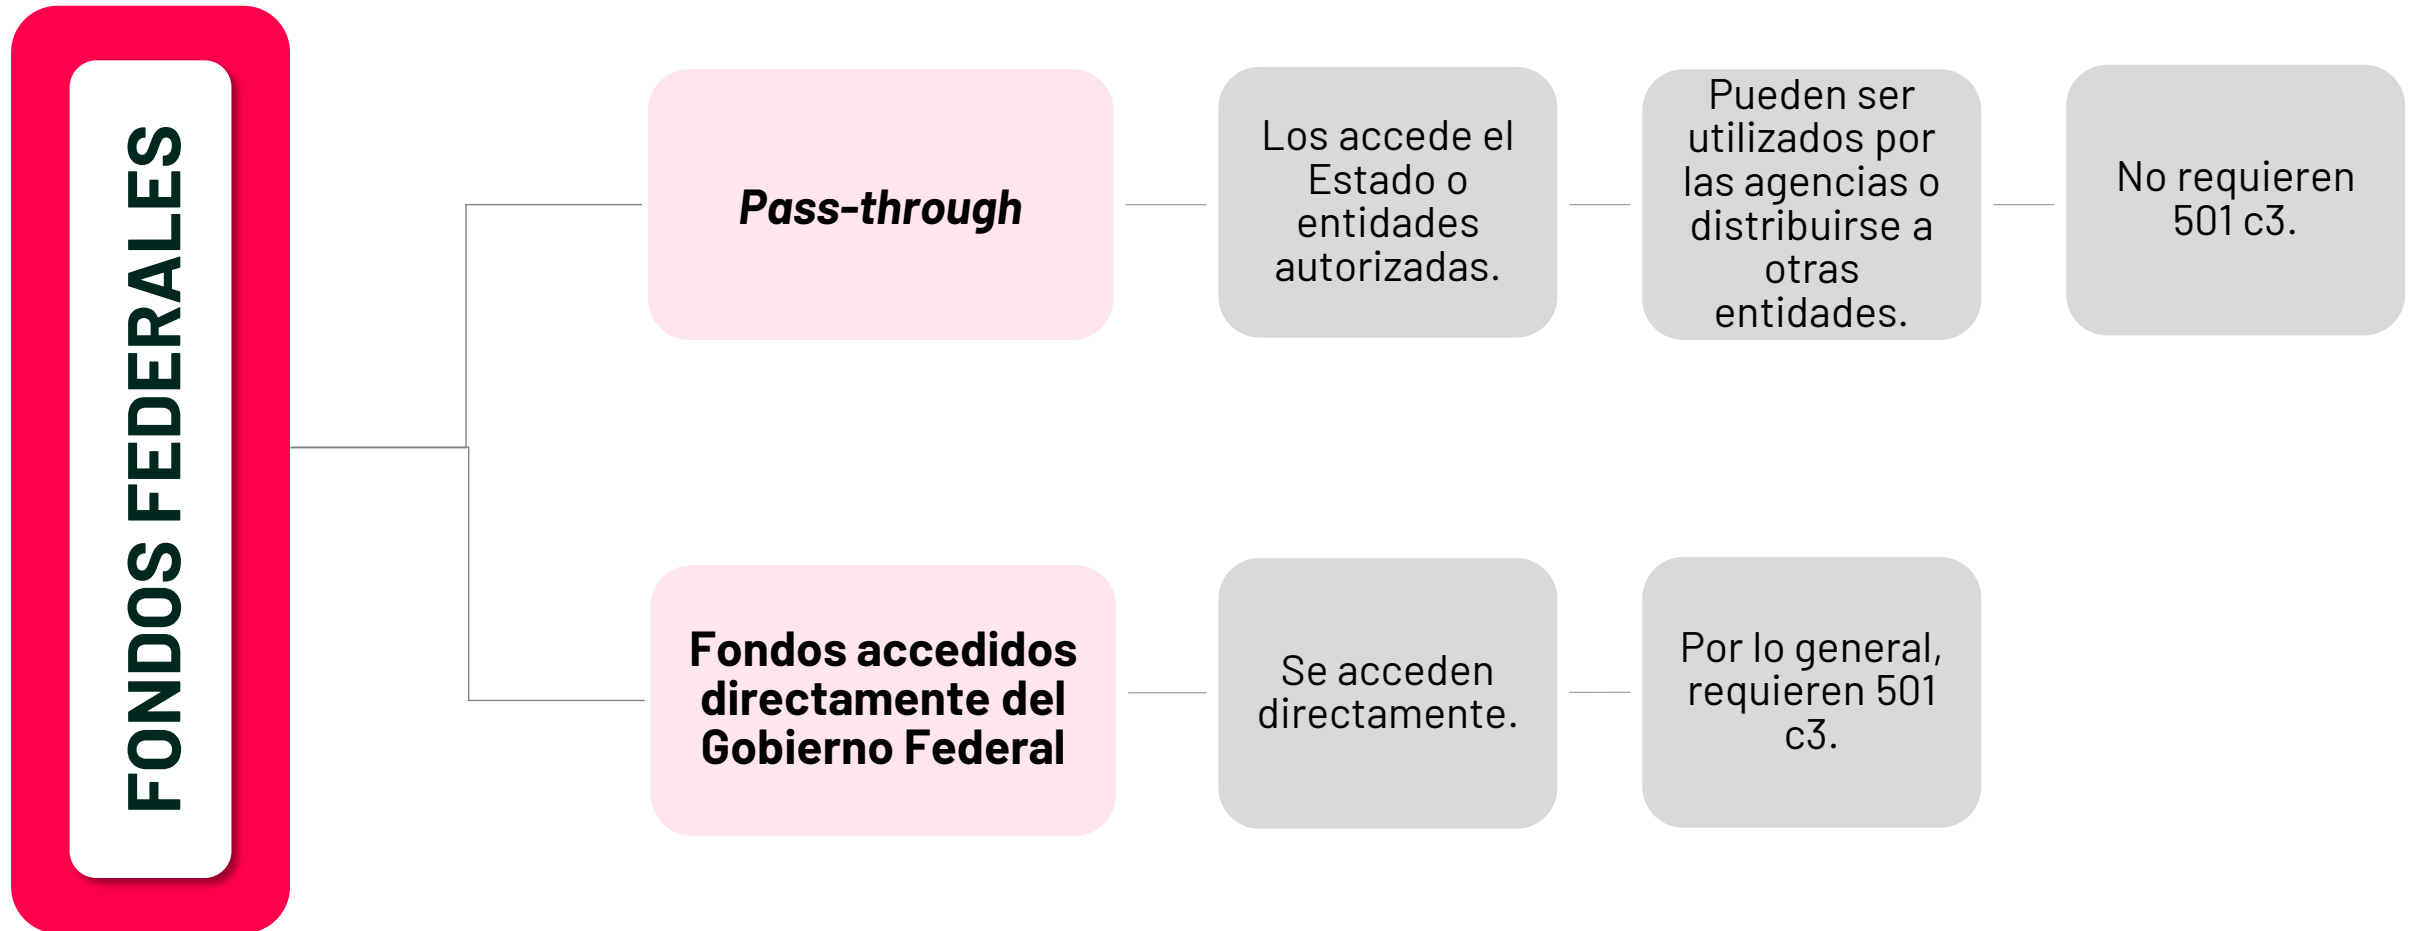 FONDOS FEDERALES
Pass-through
Los accede el
Estado o
entidades
autorizadas.
Pueden ser
utilizados por
las agencias o
distribuirse a
otras
entidades.
No requieren
501 c3.
Fondos accedidos
directamente del
Gobierno Federal
Se acceden
directamente.
Por lo general,
requieren 501
c3.